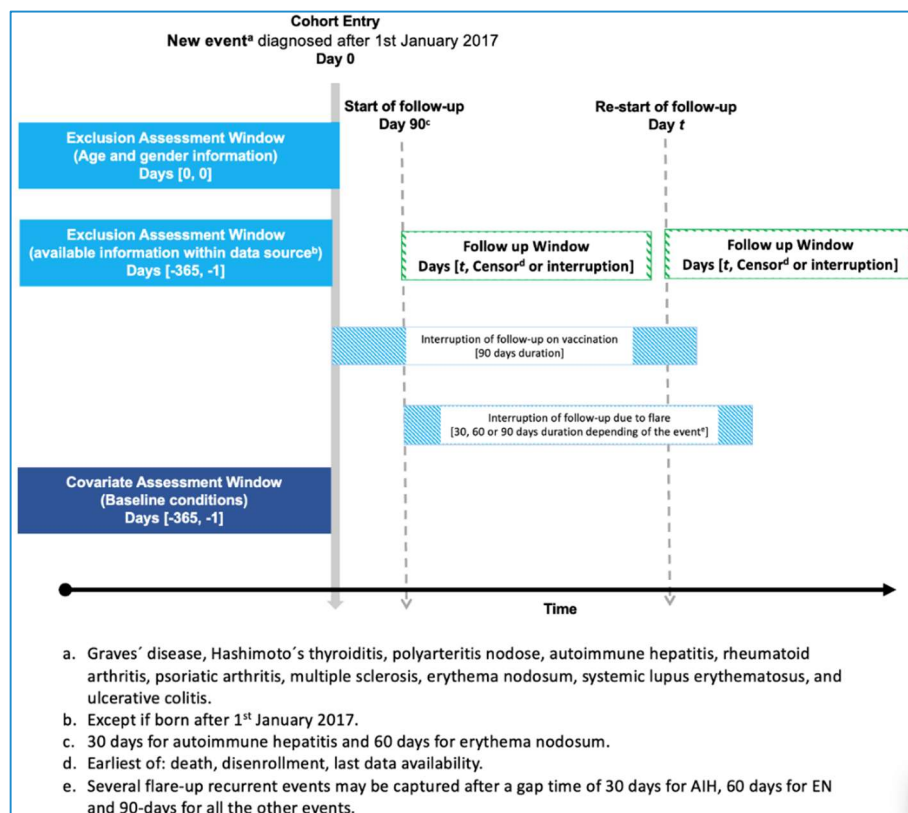 Cohort Entry
New eventᵃ diagnosed after 1st January 2017
Day 0
Start of follow-up
Day 90ᶜ
Re-start of follow-up
Day t
Exclusion Assessment Window
(Age and gender information)
Days [0, 0]
Exclusion Assessment Window
(available information within data sourceᵇ)
Days [-365, -1]
Follow up Window
Days [t, Censorᵈ or interruption]
Follow up Window
Days [t, Censorᵈ or interruption]
Interruption of follow-up on vaccination
[90 days duration]
Interruption of follow-up due to flare
[30, 60 or 90 days duration depending of the eventᵉ]
Covariate Assessment Window
(Baseline conditions)
Days [-365, -1]
Time
a. Graves´ disease, Hashimoto´s thyroiditis, polyarteritis nodose, autoimmune hepatitis, rheumatoid
arthritis, psoriatic arthritis, multiple sclerosis, erythema nodosum, systemic lupus erythematosus, and
ulcerative colitis.
b. Except if born after 1ˢᵗ January 2017.
c. 30 days for autoimmune hepatitis and 60 days for erythema nodosum.
d. Earliest of: death, disenrollment, last data availability.
e. Several flare-up recurrent events may be captured after a gap time of 30 days for AIH, 60 days for EN
and 90-days for all the other events.